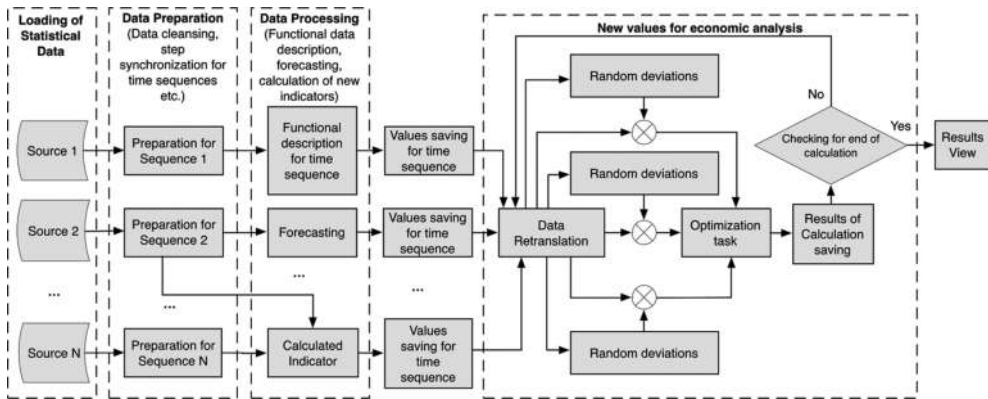 Loading of
Statistical
Data
Data Preparation
(Data cleansing,
step
synchronization for
time sequences
etc.)
Data Processing
(Functional data
description,
forecasting,
calculation of new
indicators)
New values for economic analysis
Source 1
Preparation for
Sequence 1
Functional
description
for time
sequence
Values saving
for time
sequence
Random deviations
No
Checking for end of
calculation
Yes
Results
View
Source 2
Preparation for
Sequence 2
Forecasting
Values saving
for time
sequence
Random deviations
Data
Retranslation
Optimization
task
Results of
Calculation
saving
...
...
...
...
Source N
Preparation for
Sequence N
Calculated
Indicator
Values
saving for
time
sequence
Random deviations